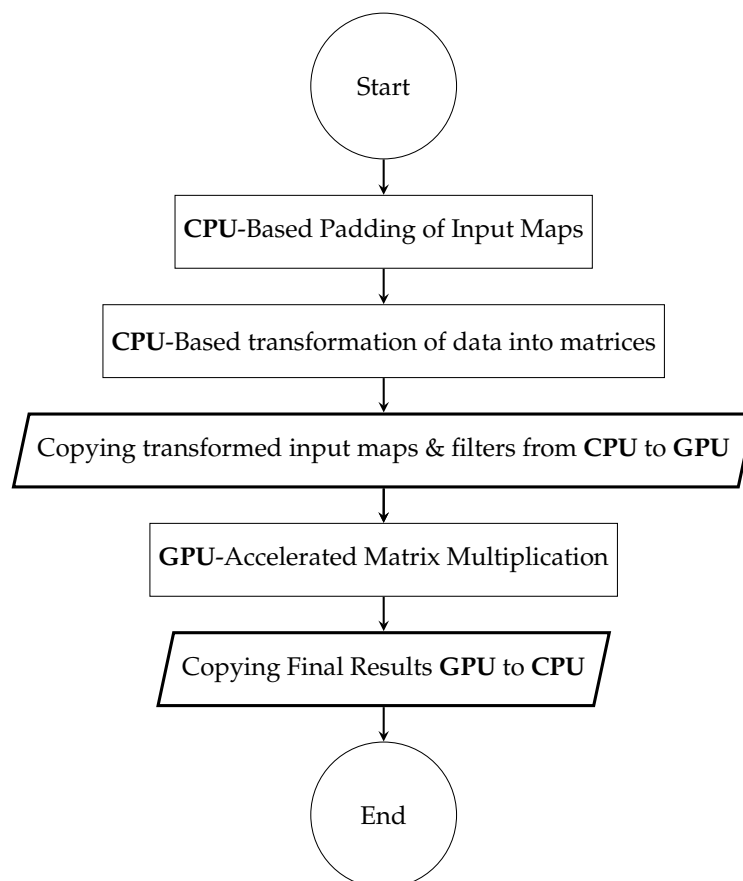 Start
CPU-Based Padding of Input Maps
CPU-Based transformation of data into matrices
Copying transformed input maps & filters from CPU to GPU
GPU-Accelerated Matrix Multiplication
Copying Final Results GPU to CPU
End